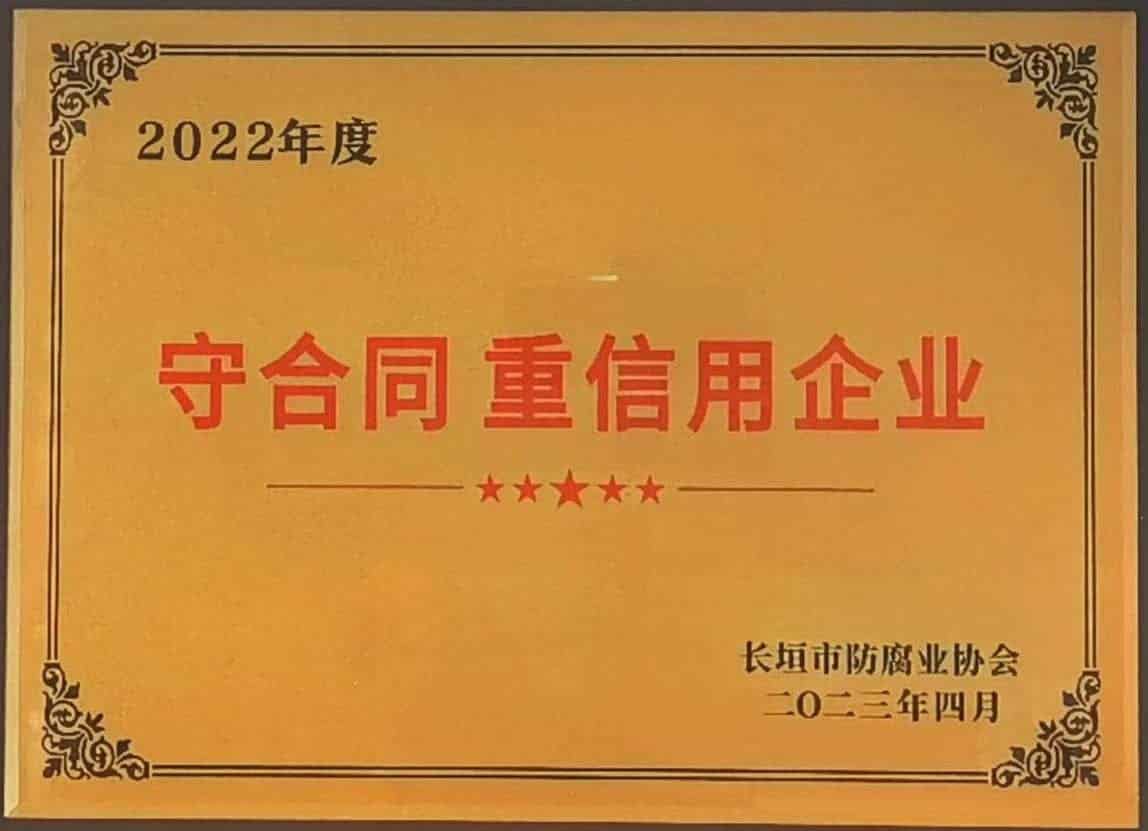 2022年度
守合同 重信用企业
长垣市防腐业协会
二〇二三年四月